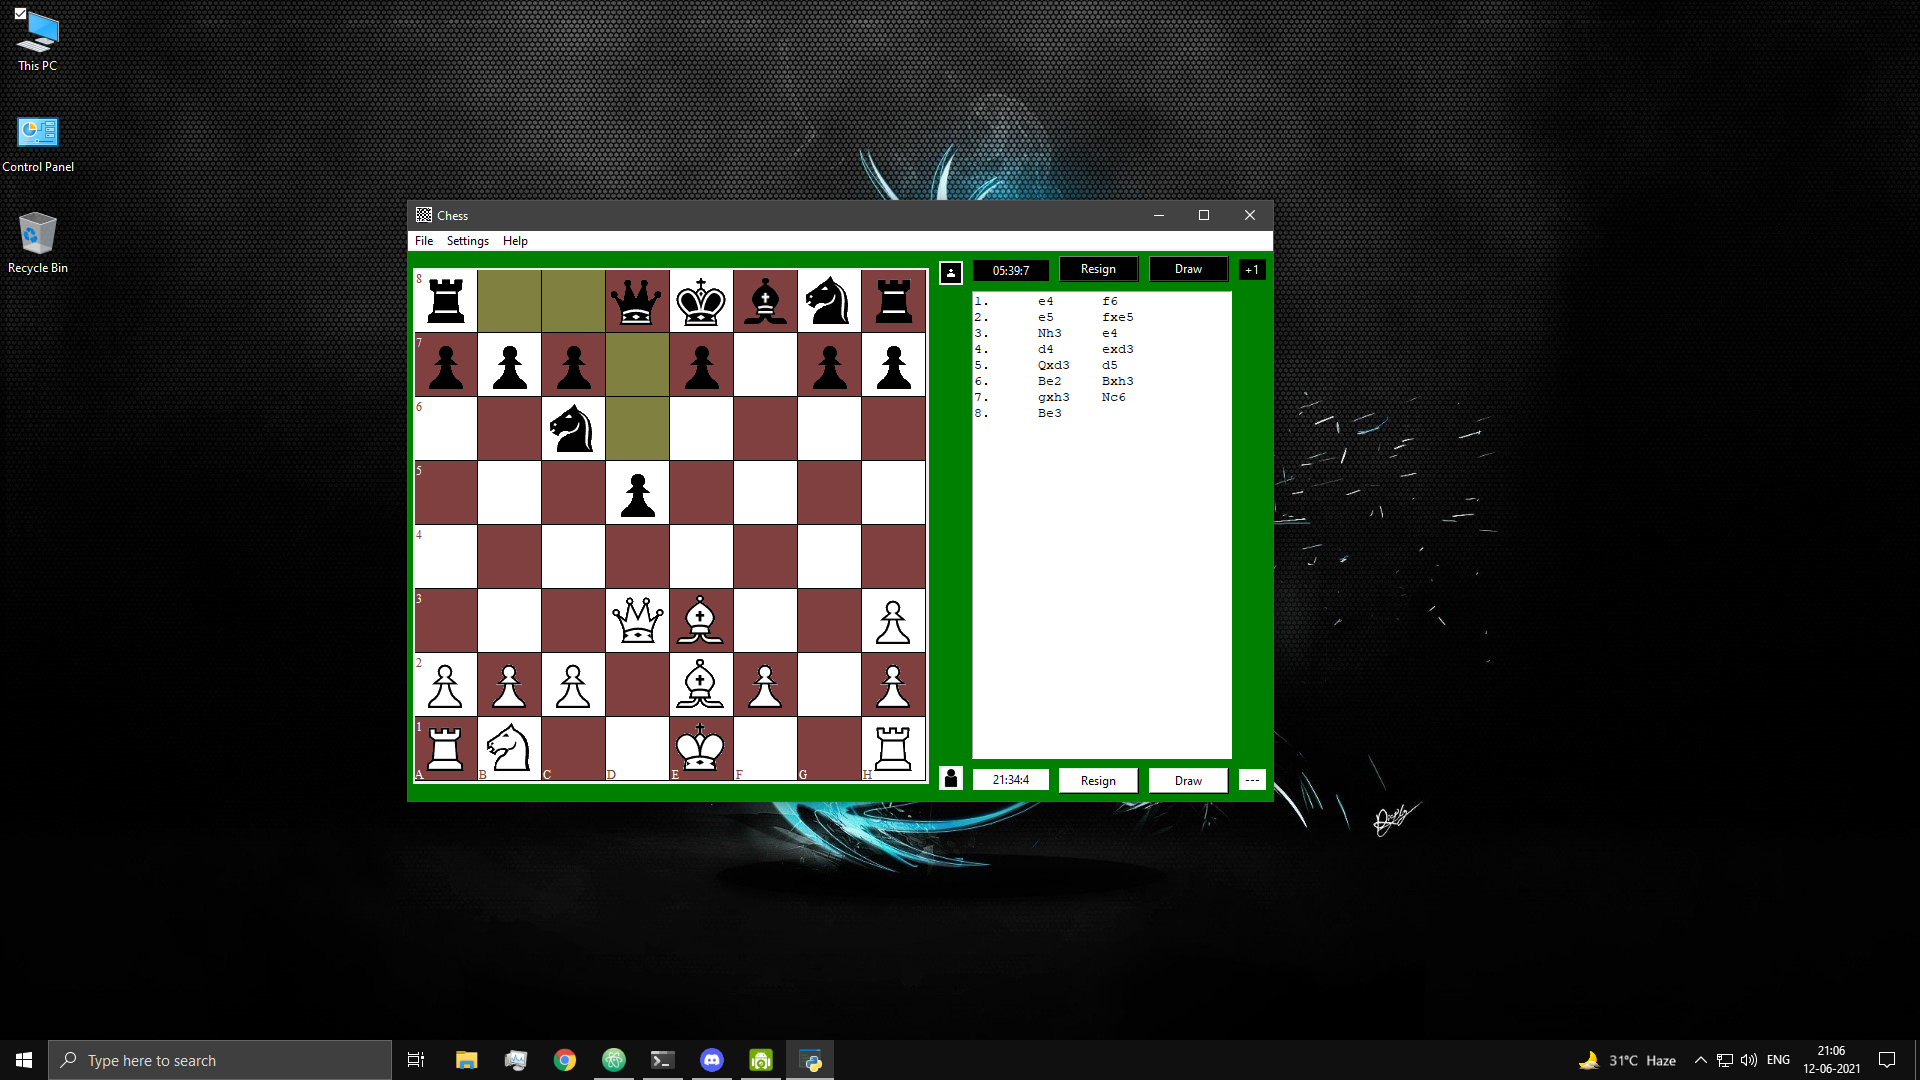 This PC
Control Panel
Recycle Bin
Chess
File Settings Help
05:39:7 Resign Draw +1
1. e4 f6
2. e5 fxe5
3. Nh3 e4
4. d4 exd3
5. Qxd3 d5
6. Be2 Bxh3
7. gxh3 Nc6
8. Be3
8
7
6
5
4
3
2
1
A B C D E F G H
21:34:4 Resign Draw ---
Type here to search
31°C Haze
ENG
21:06
12-06-2021